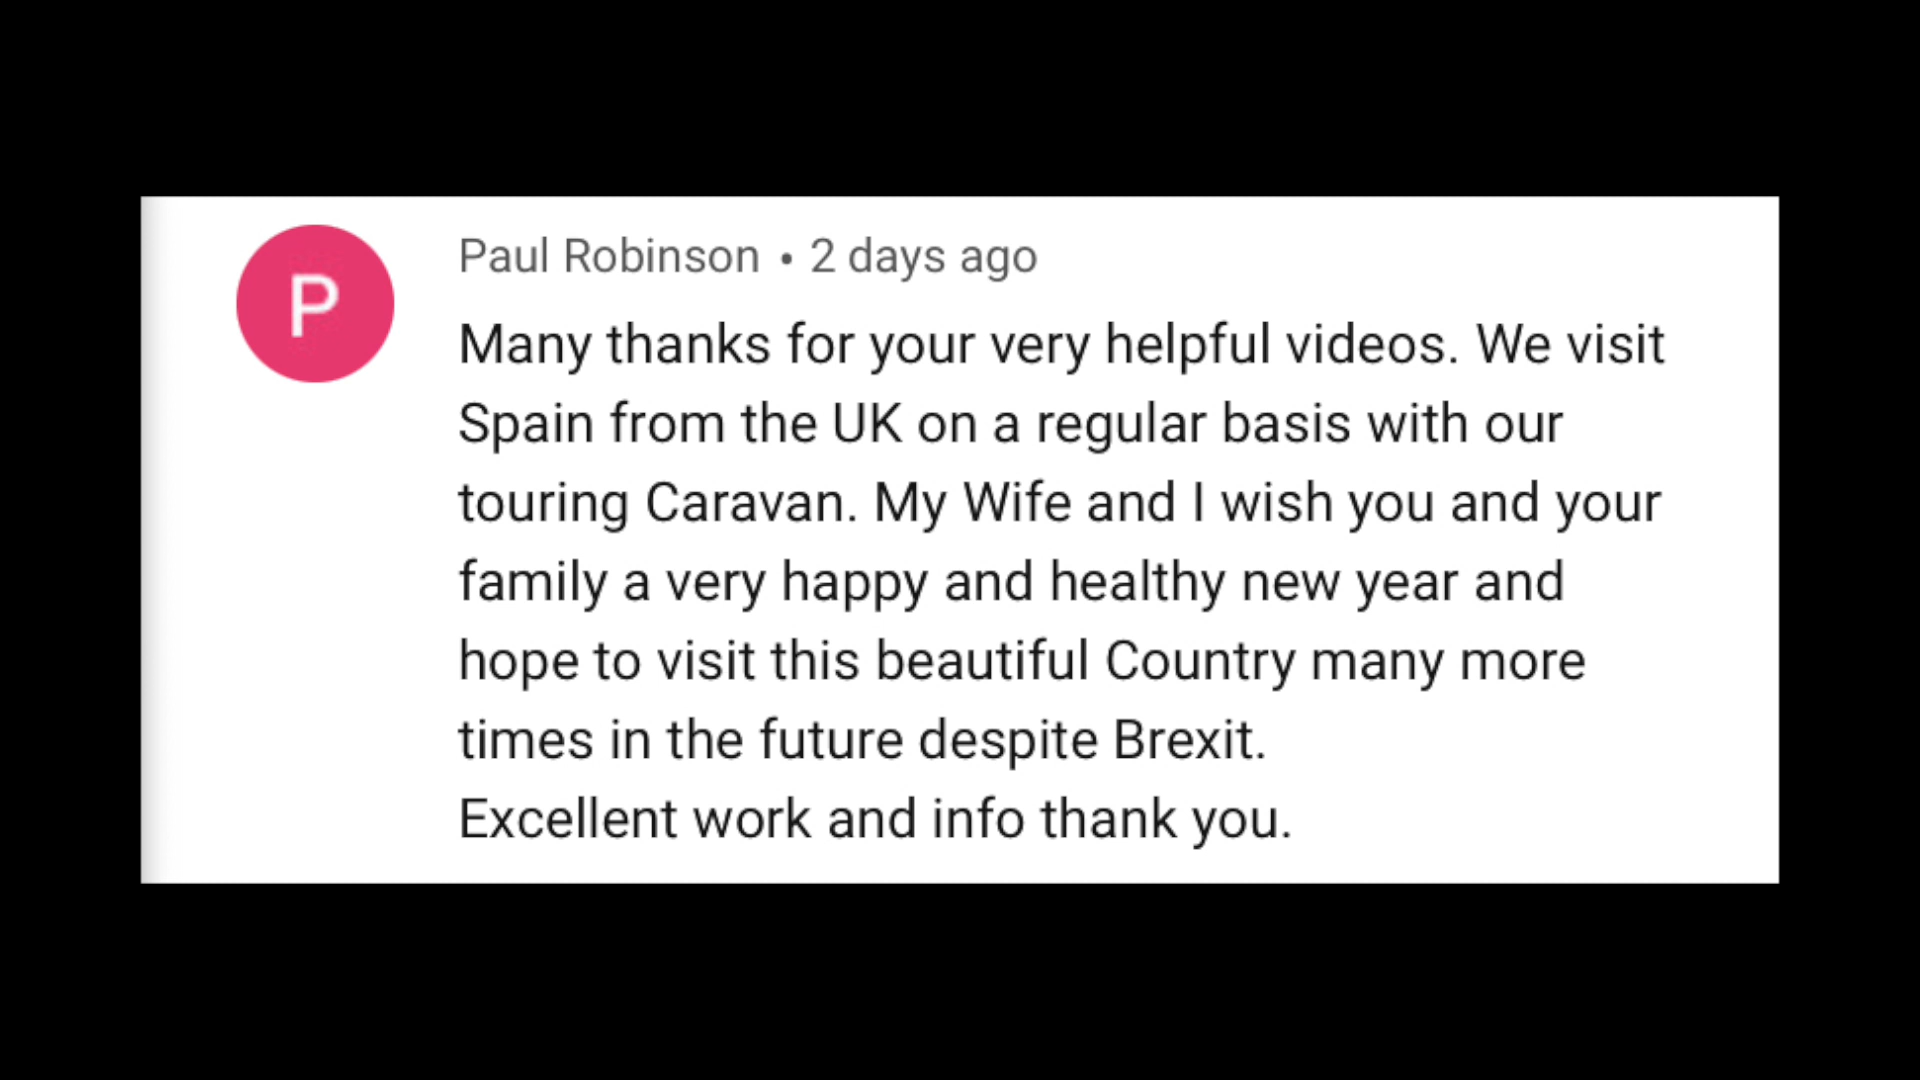 P
Paul Robinson • 2 days ago
Many thanks for your very helpful videos. We visit
Spain from the UK on a regular basis with our
touring Caravan. My Wife and I wish you and your
family a very happy and healthy new year and
hope to visit this beautiful Country many more
times in the future despite Brexit.
Excellent work and info thank you.